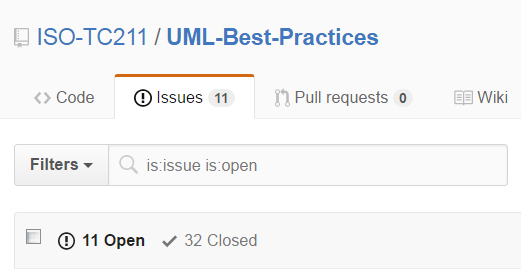 ISO-TC211 / UML-Best-Practices
Code Issues 11 Pull requests 0 Wiki
Filters is:issue is:open
11 Open 32 Closed